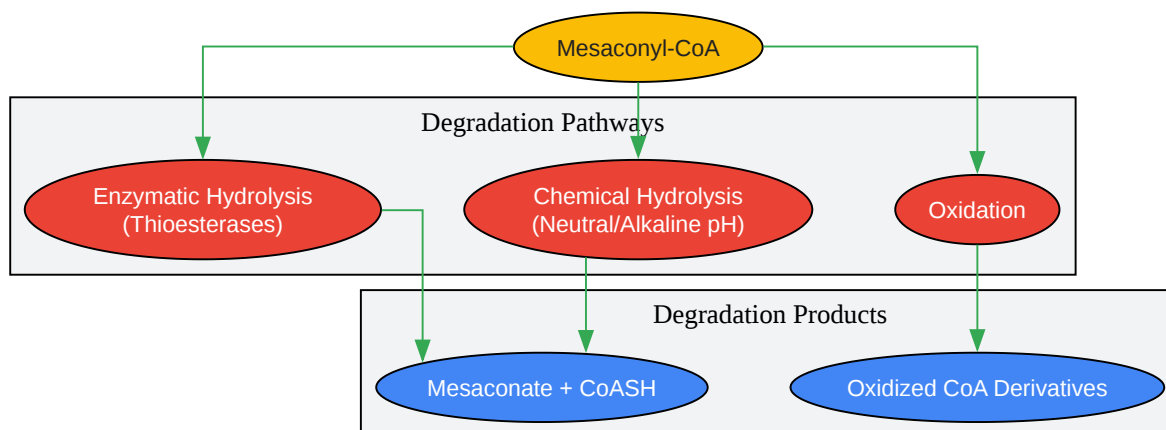 Mesaconyl-CoA
Degradation Pathways
Enzymatic Hydrolysis
(Thioesterases)
Chemical Hydrolysis
(Neutral/Alkaline pH)
Oxidation
Degradation Products
Mesaconate + CoASH
Oxidized CoA Derivatives